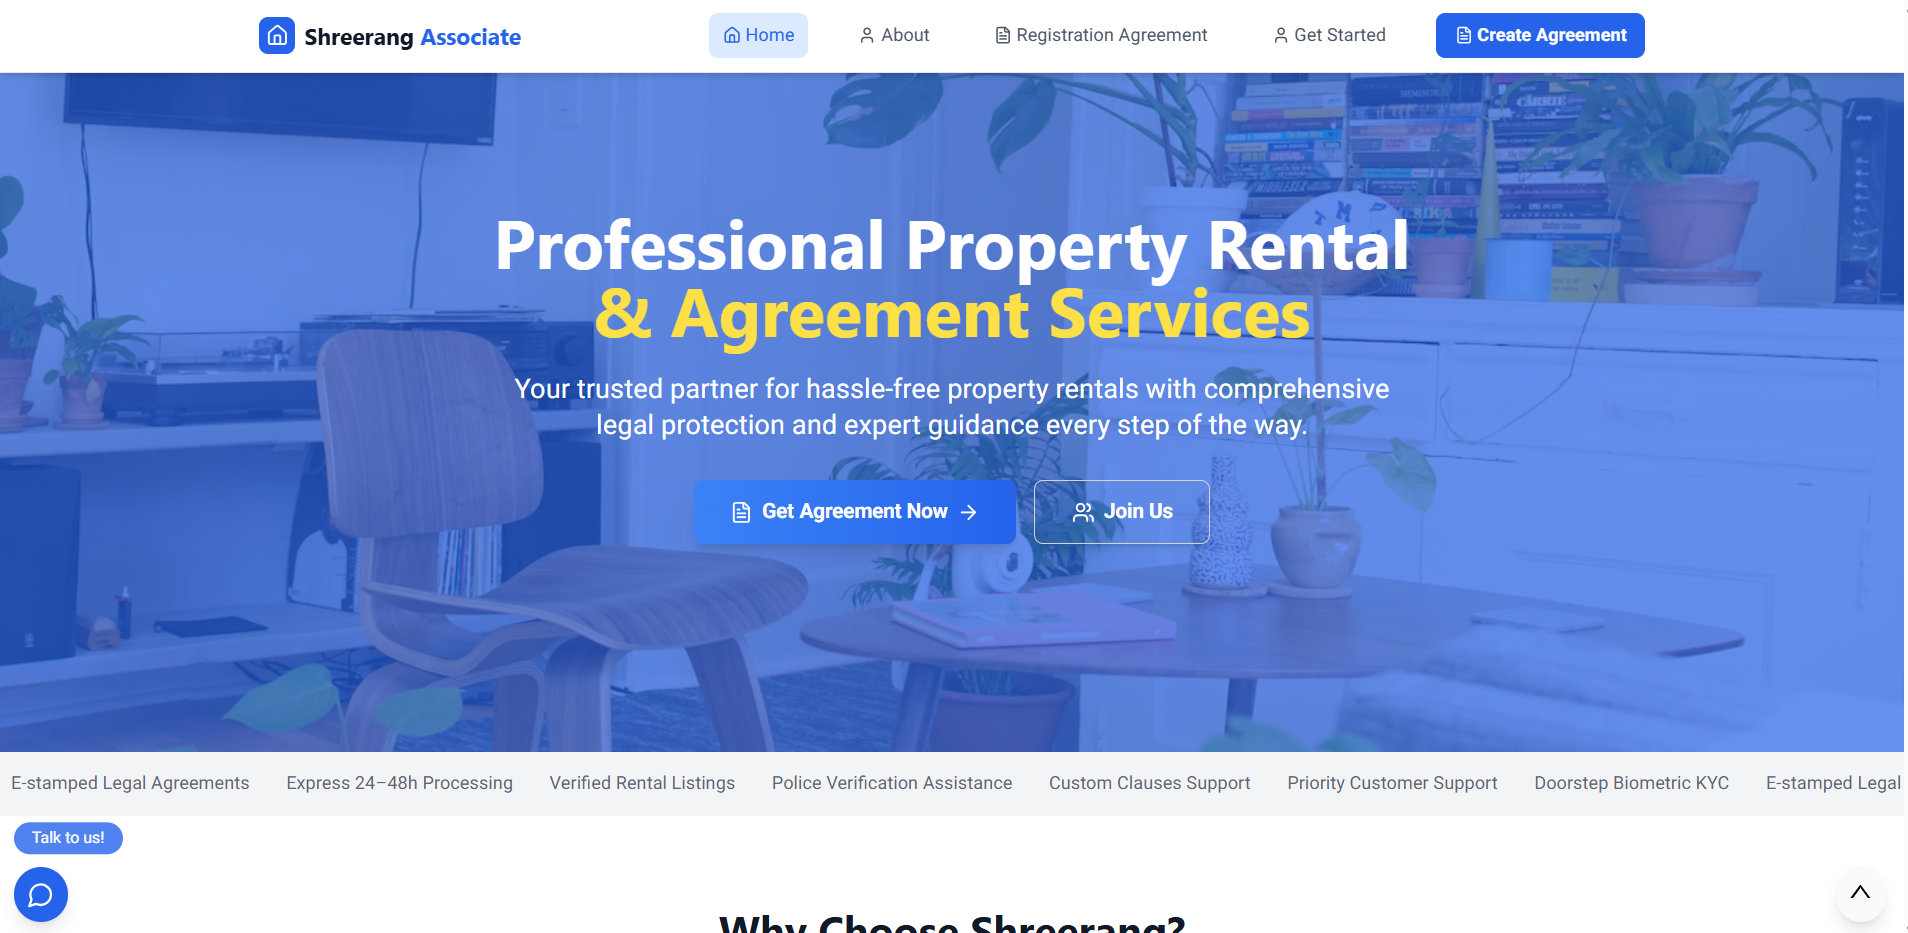 Shreerang Associate
Home
About
Registration Agreement
Get Started
Create Agreement
Professional Property Rental
& Agreement Services
Your trusted partner for hassle-free property rentals with comprehensive
legal protection and expert guidance every step of the way.
Get Agreement Now
Join Us
E-stamped Legal Agreements
Express 24–48h Processing
Verified Rental Listings
Police Verification Assistance
Custom Clauses Support
Priority Customer Support
Doorstep Biometric KYC
E-stamped Legal
Talk to us!
Why Choose Shreerang?
HEMINGWAY
CARRIE